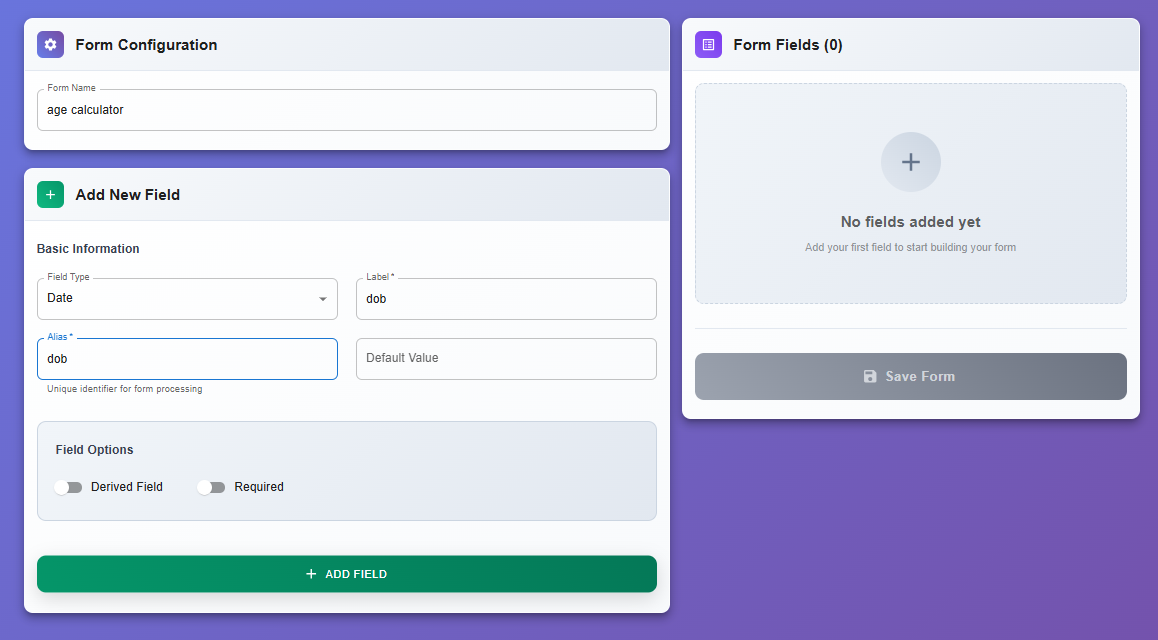 Form Configuration
Form Name
age calculator
Add New Field
Basic Information
Field Type
Date
Label *
dob
Alias *
dob
Default Value
Unique identifier for form processing
Field Options
Derived Field
Required
ADD FIELD
Form Fields (0)
No fields added yet
Add your first field to start building your form
Save Form